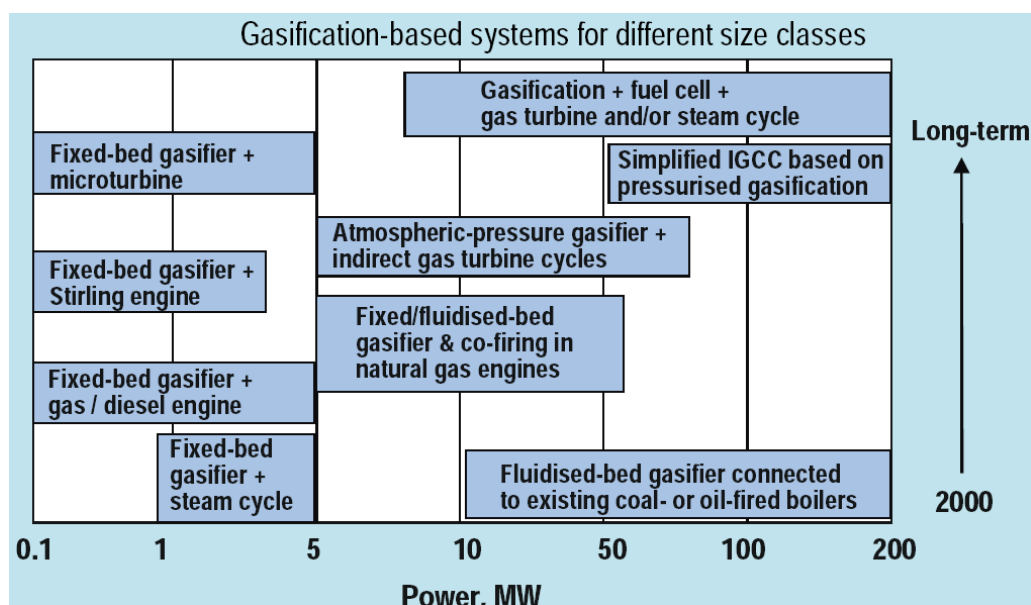 Gasification-based systems for different size classes
Gasification + fuel cell +
gas turbine and/or steam cycle
Long-term
Fixed-bed gasifier +
microturbine
Simplified IGCC based on
pressurised gasification
Atmospheric-pressure gasifier +
indirect gas turbine cycles
Fixed-bed gasifier +
Stirling engine
Fixed/fluidised-bed
gasifier & co-firing in
natural gas engines
Fixed-bed gasifier +
gas / diesel engine
Fixed-bed
gasifier +
steam cycle
Fluidised-bed gasifier connected
to existing coal- or oil-fired boilers
2000
0.1 1 5 10 50 100 200
Power, MW